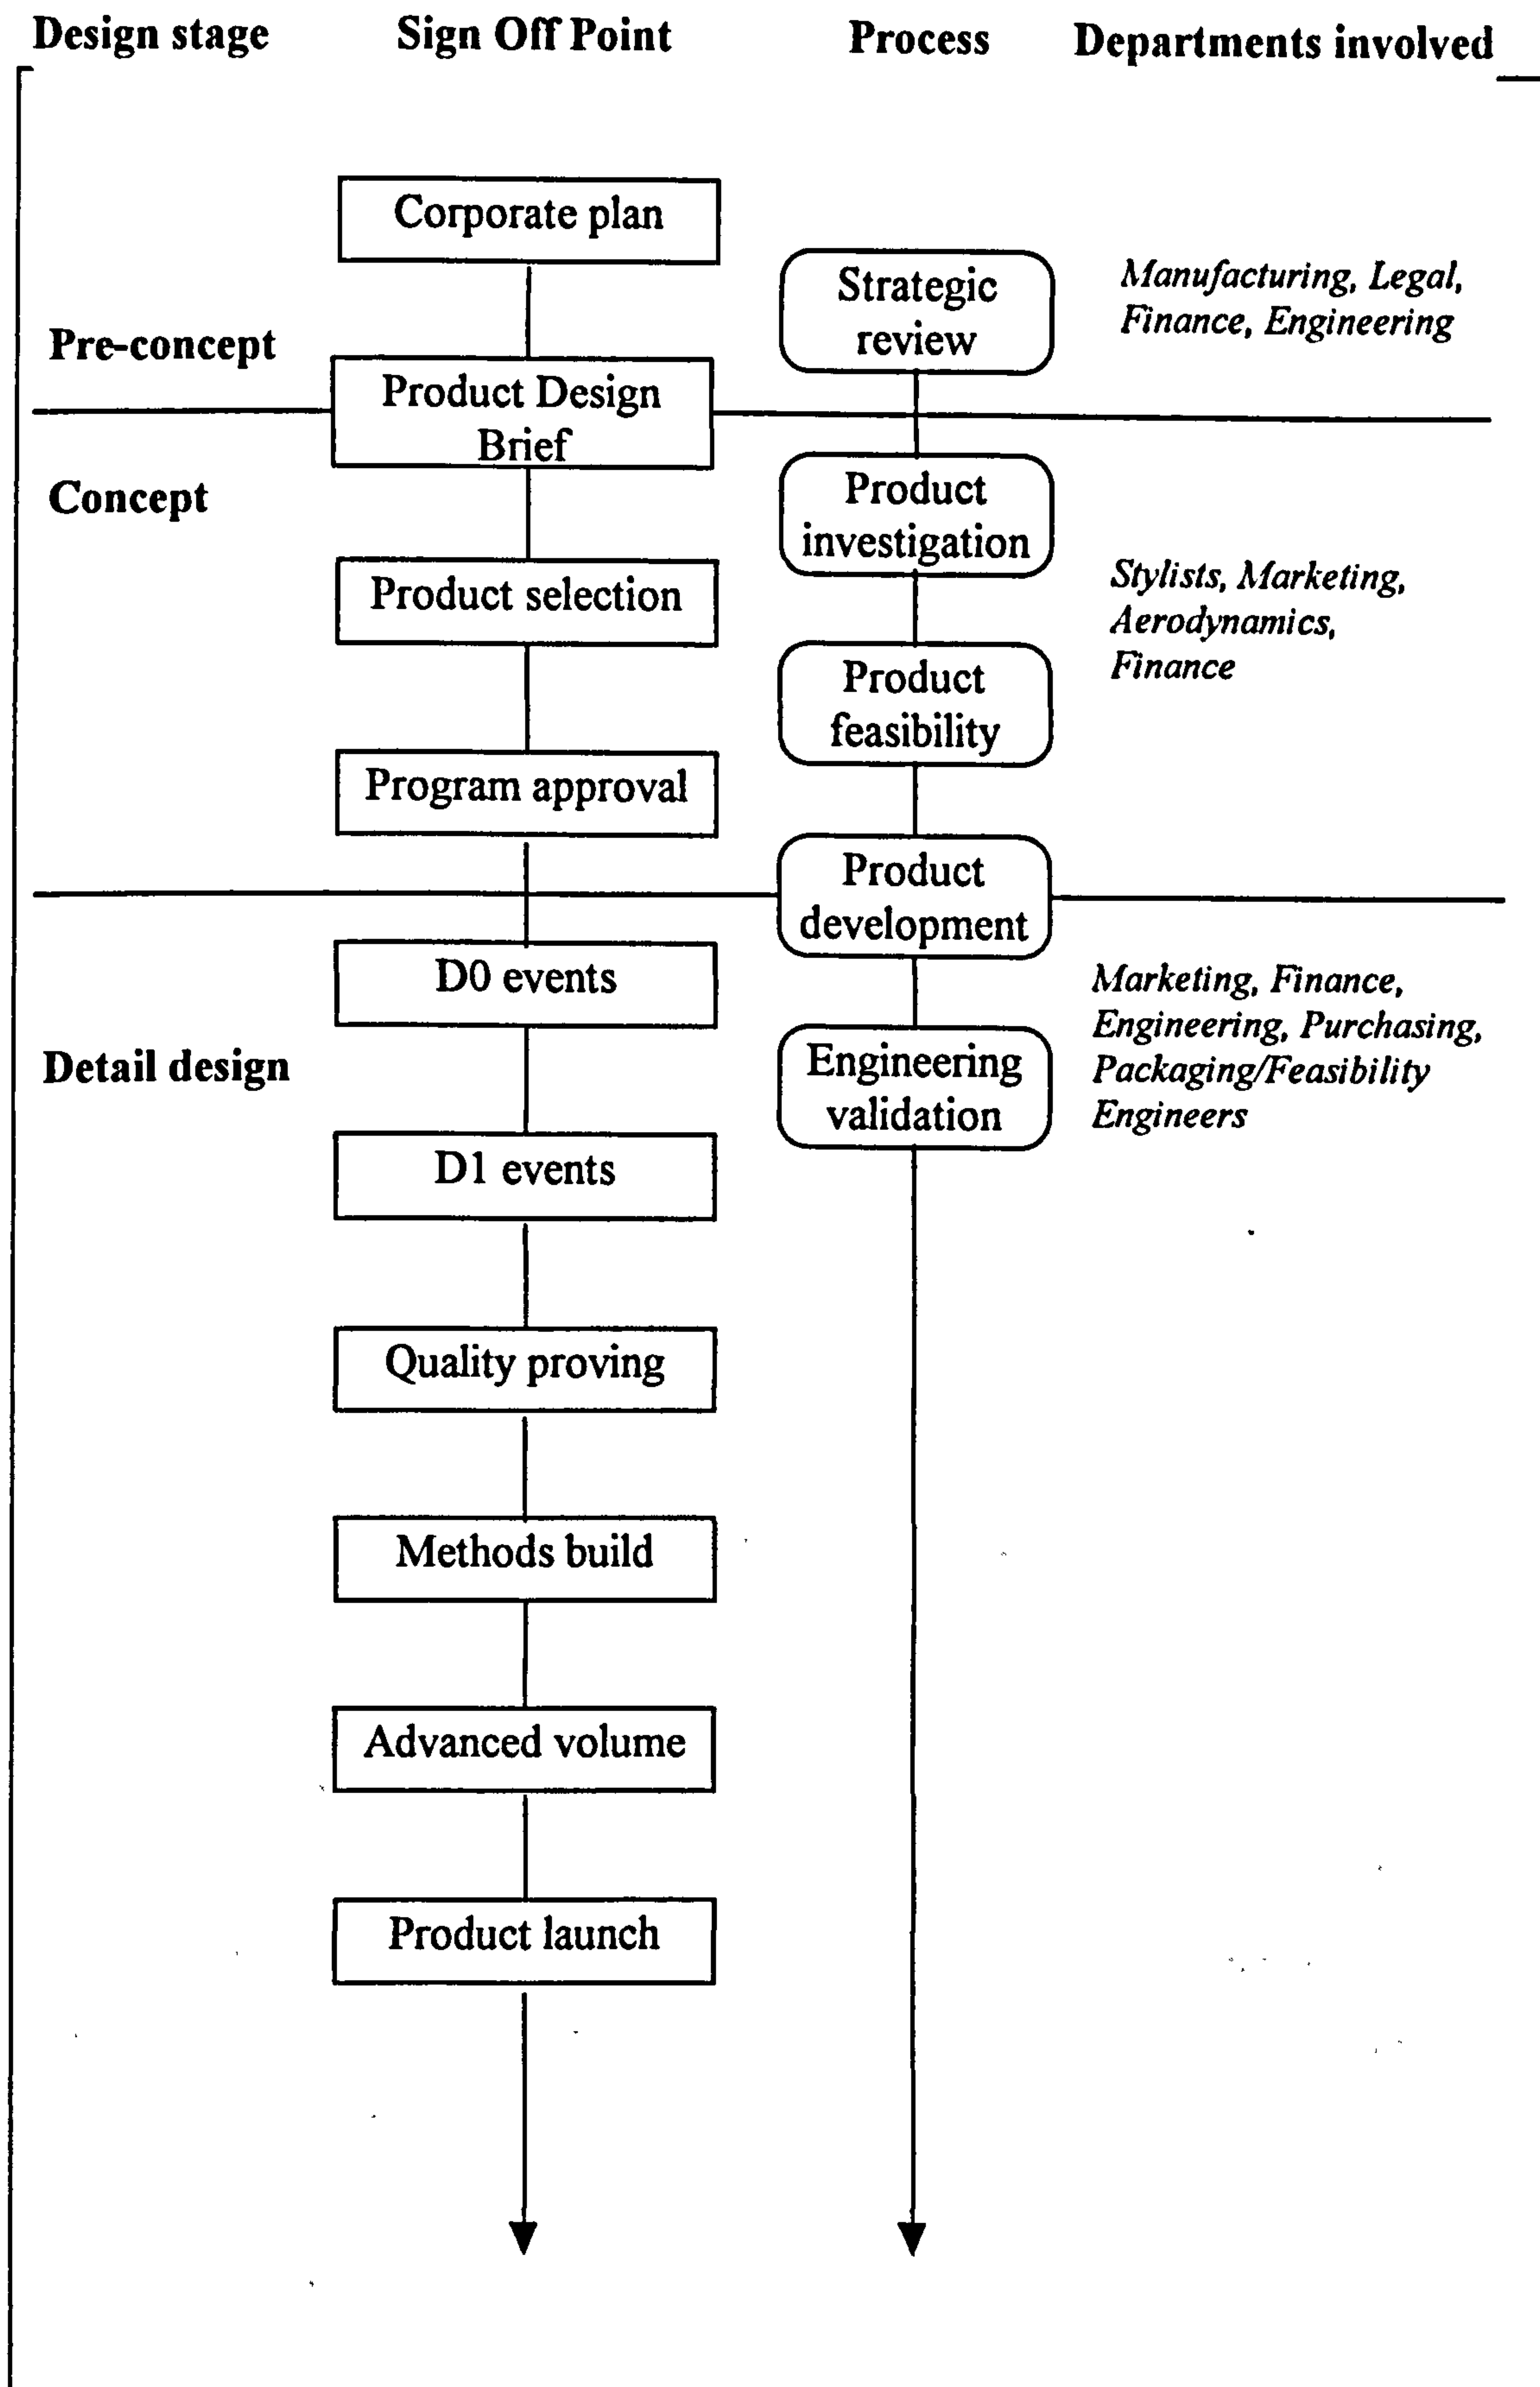 Design stage
Sign Off Point
Process
Departments involved
Corporate plan
Strategic
review
Manufacturing, Legal,
Finance, Engineering
Pre-concept
Product Design
Brief
Concept
Product
investigation
Product selection
Stylists, Marketing,
Aerodynamics,
Finance
Product
feasibility
Program approval
Product
development
D0 events
Marketing, Finance,
Engineering, Purchasing,
Packaging/Feasibility
Engineers
Detail design
Engineering
validation
D1 events
Quality proving
Methods build
Advanced volume
Product launch